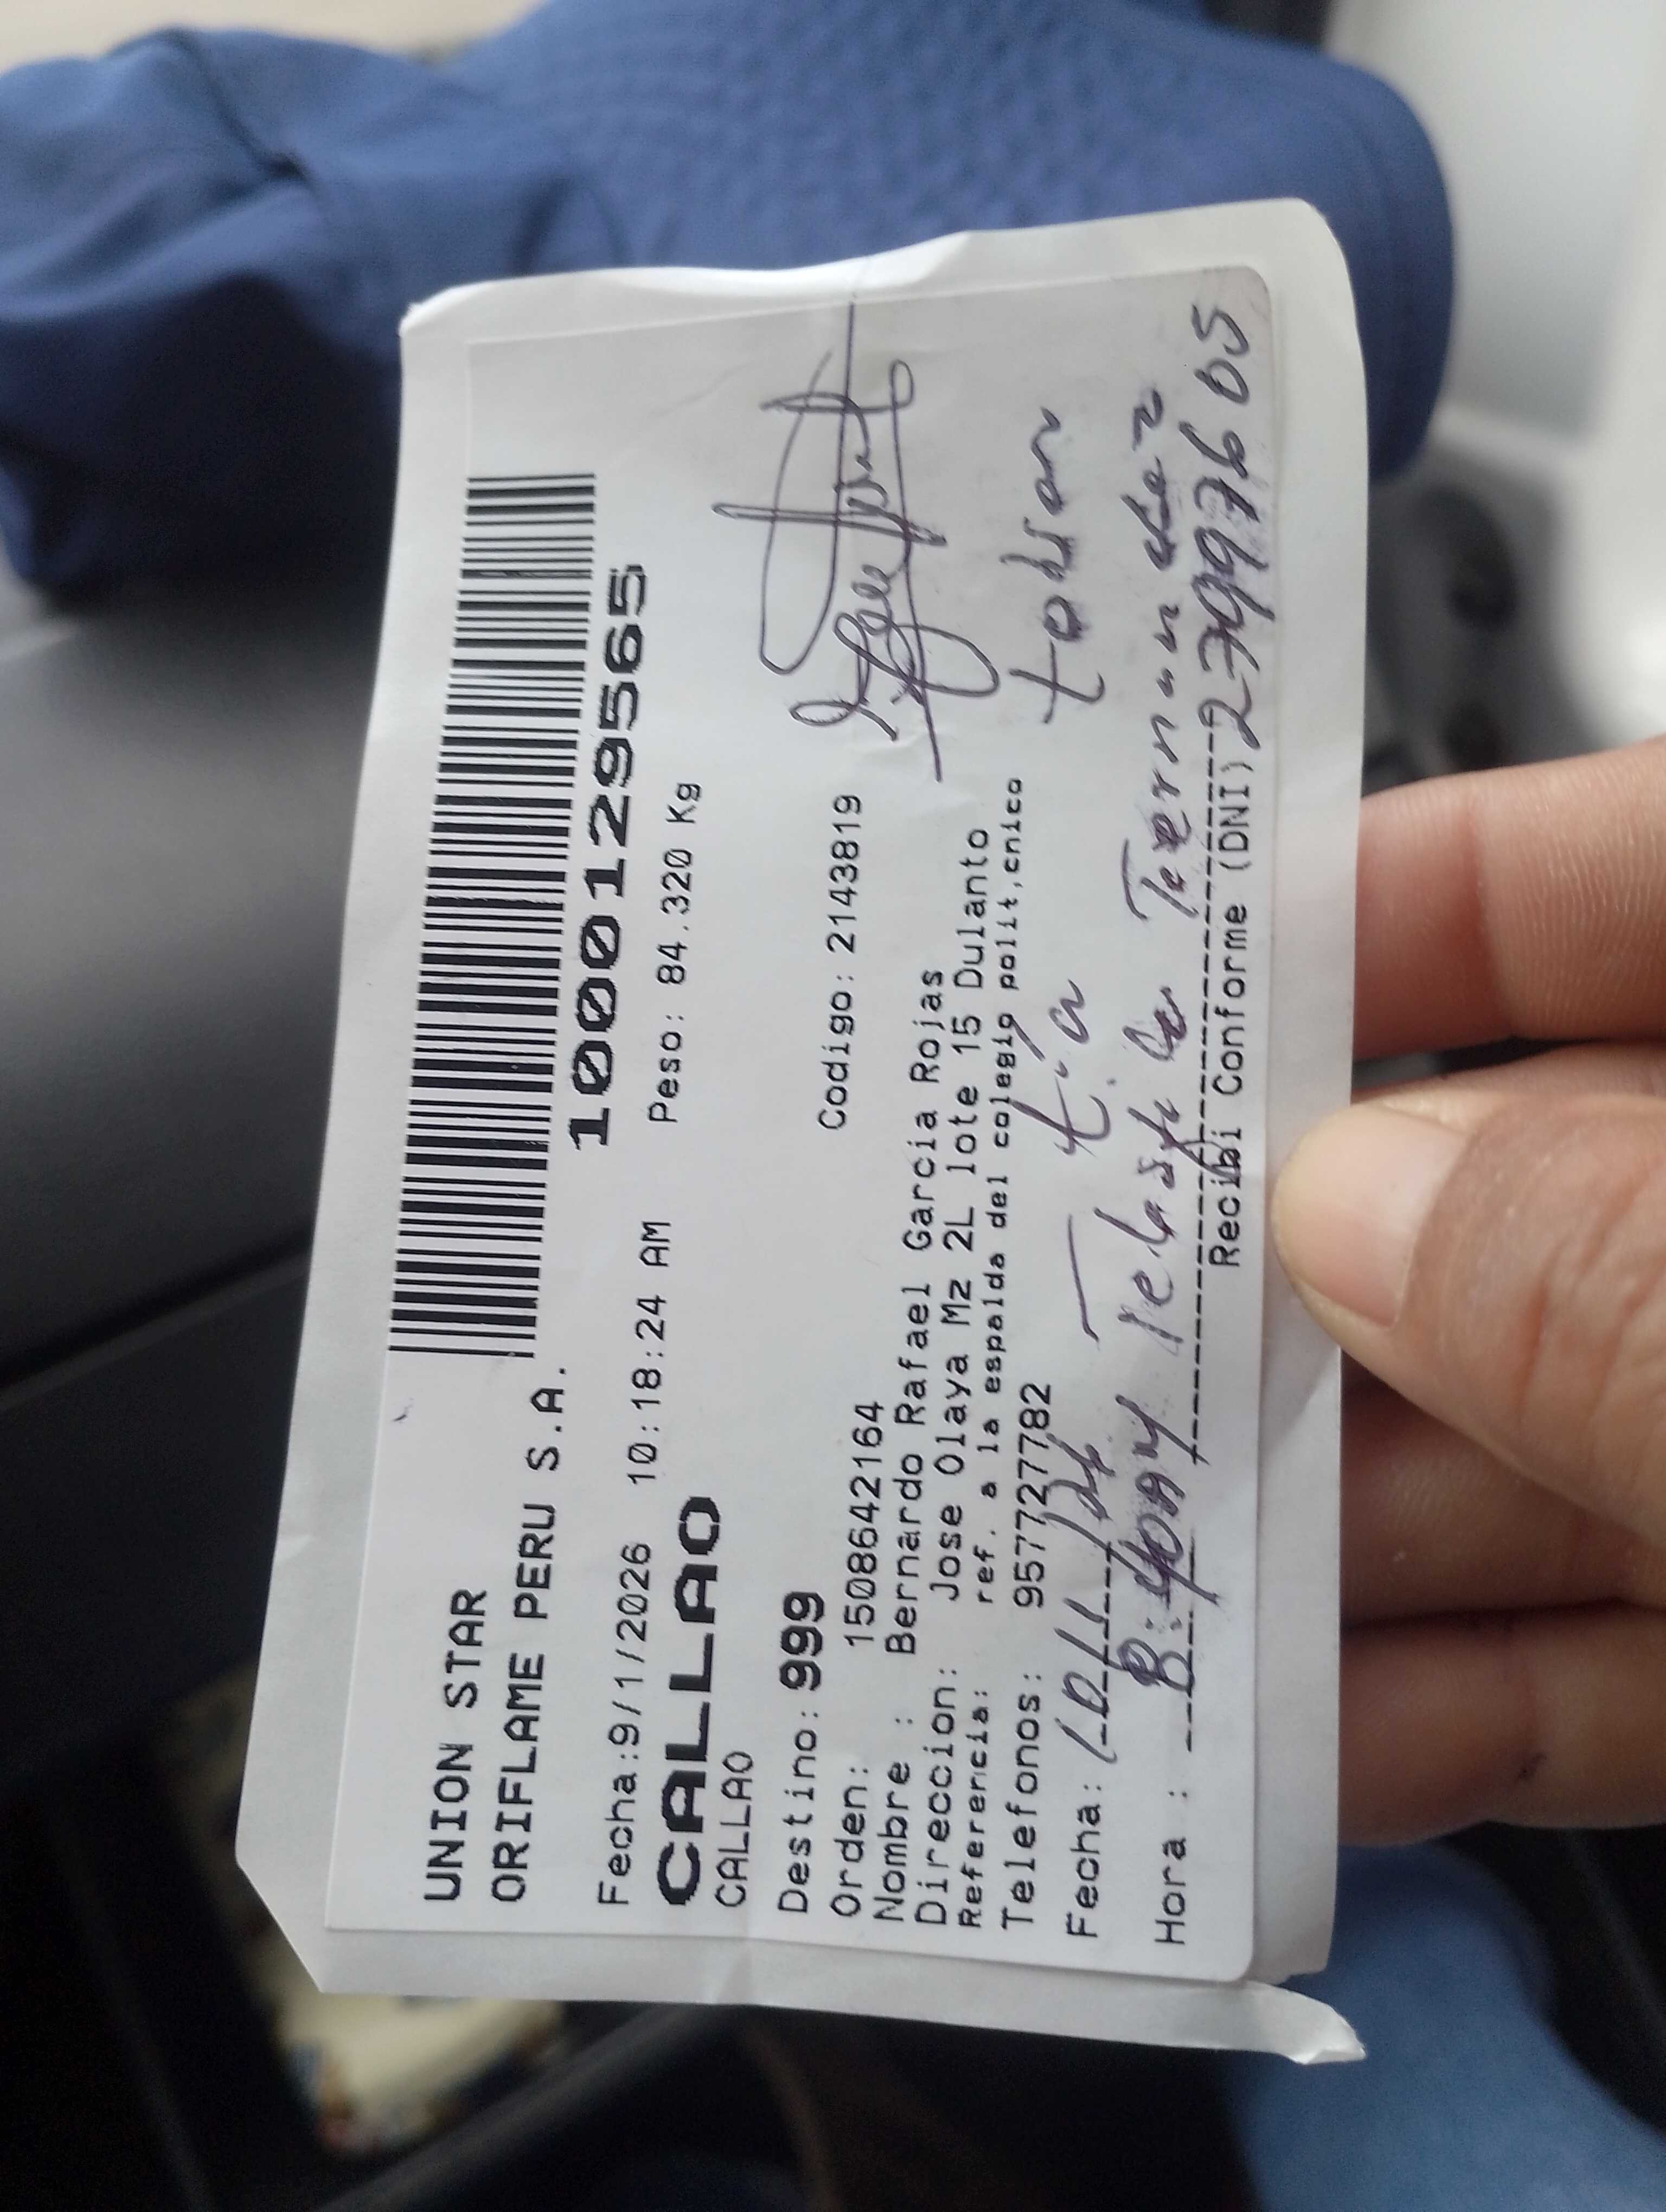 UNION STAR
ORIFLAME PERU S.A.
1000129565
Fecha:9/1/2026 10:18:24 AM Peso: 84.320 Kg
CALLAO
CALLAO
Destino: 999 Codigo: 2143819
Orden: 1508642164
Nombre : Bernardo Rafael Garcia Rojas
Direccion: Jose Olaya Mz 2L lote 15 Dulanto
Referencia: ref. a la espalda del colegio polit,cnico
Telefonos: 957727782
tía
Fecha:
Hora :
Recibi Conforme (DNI)